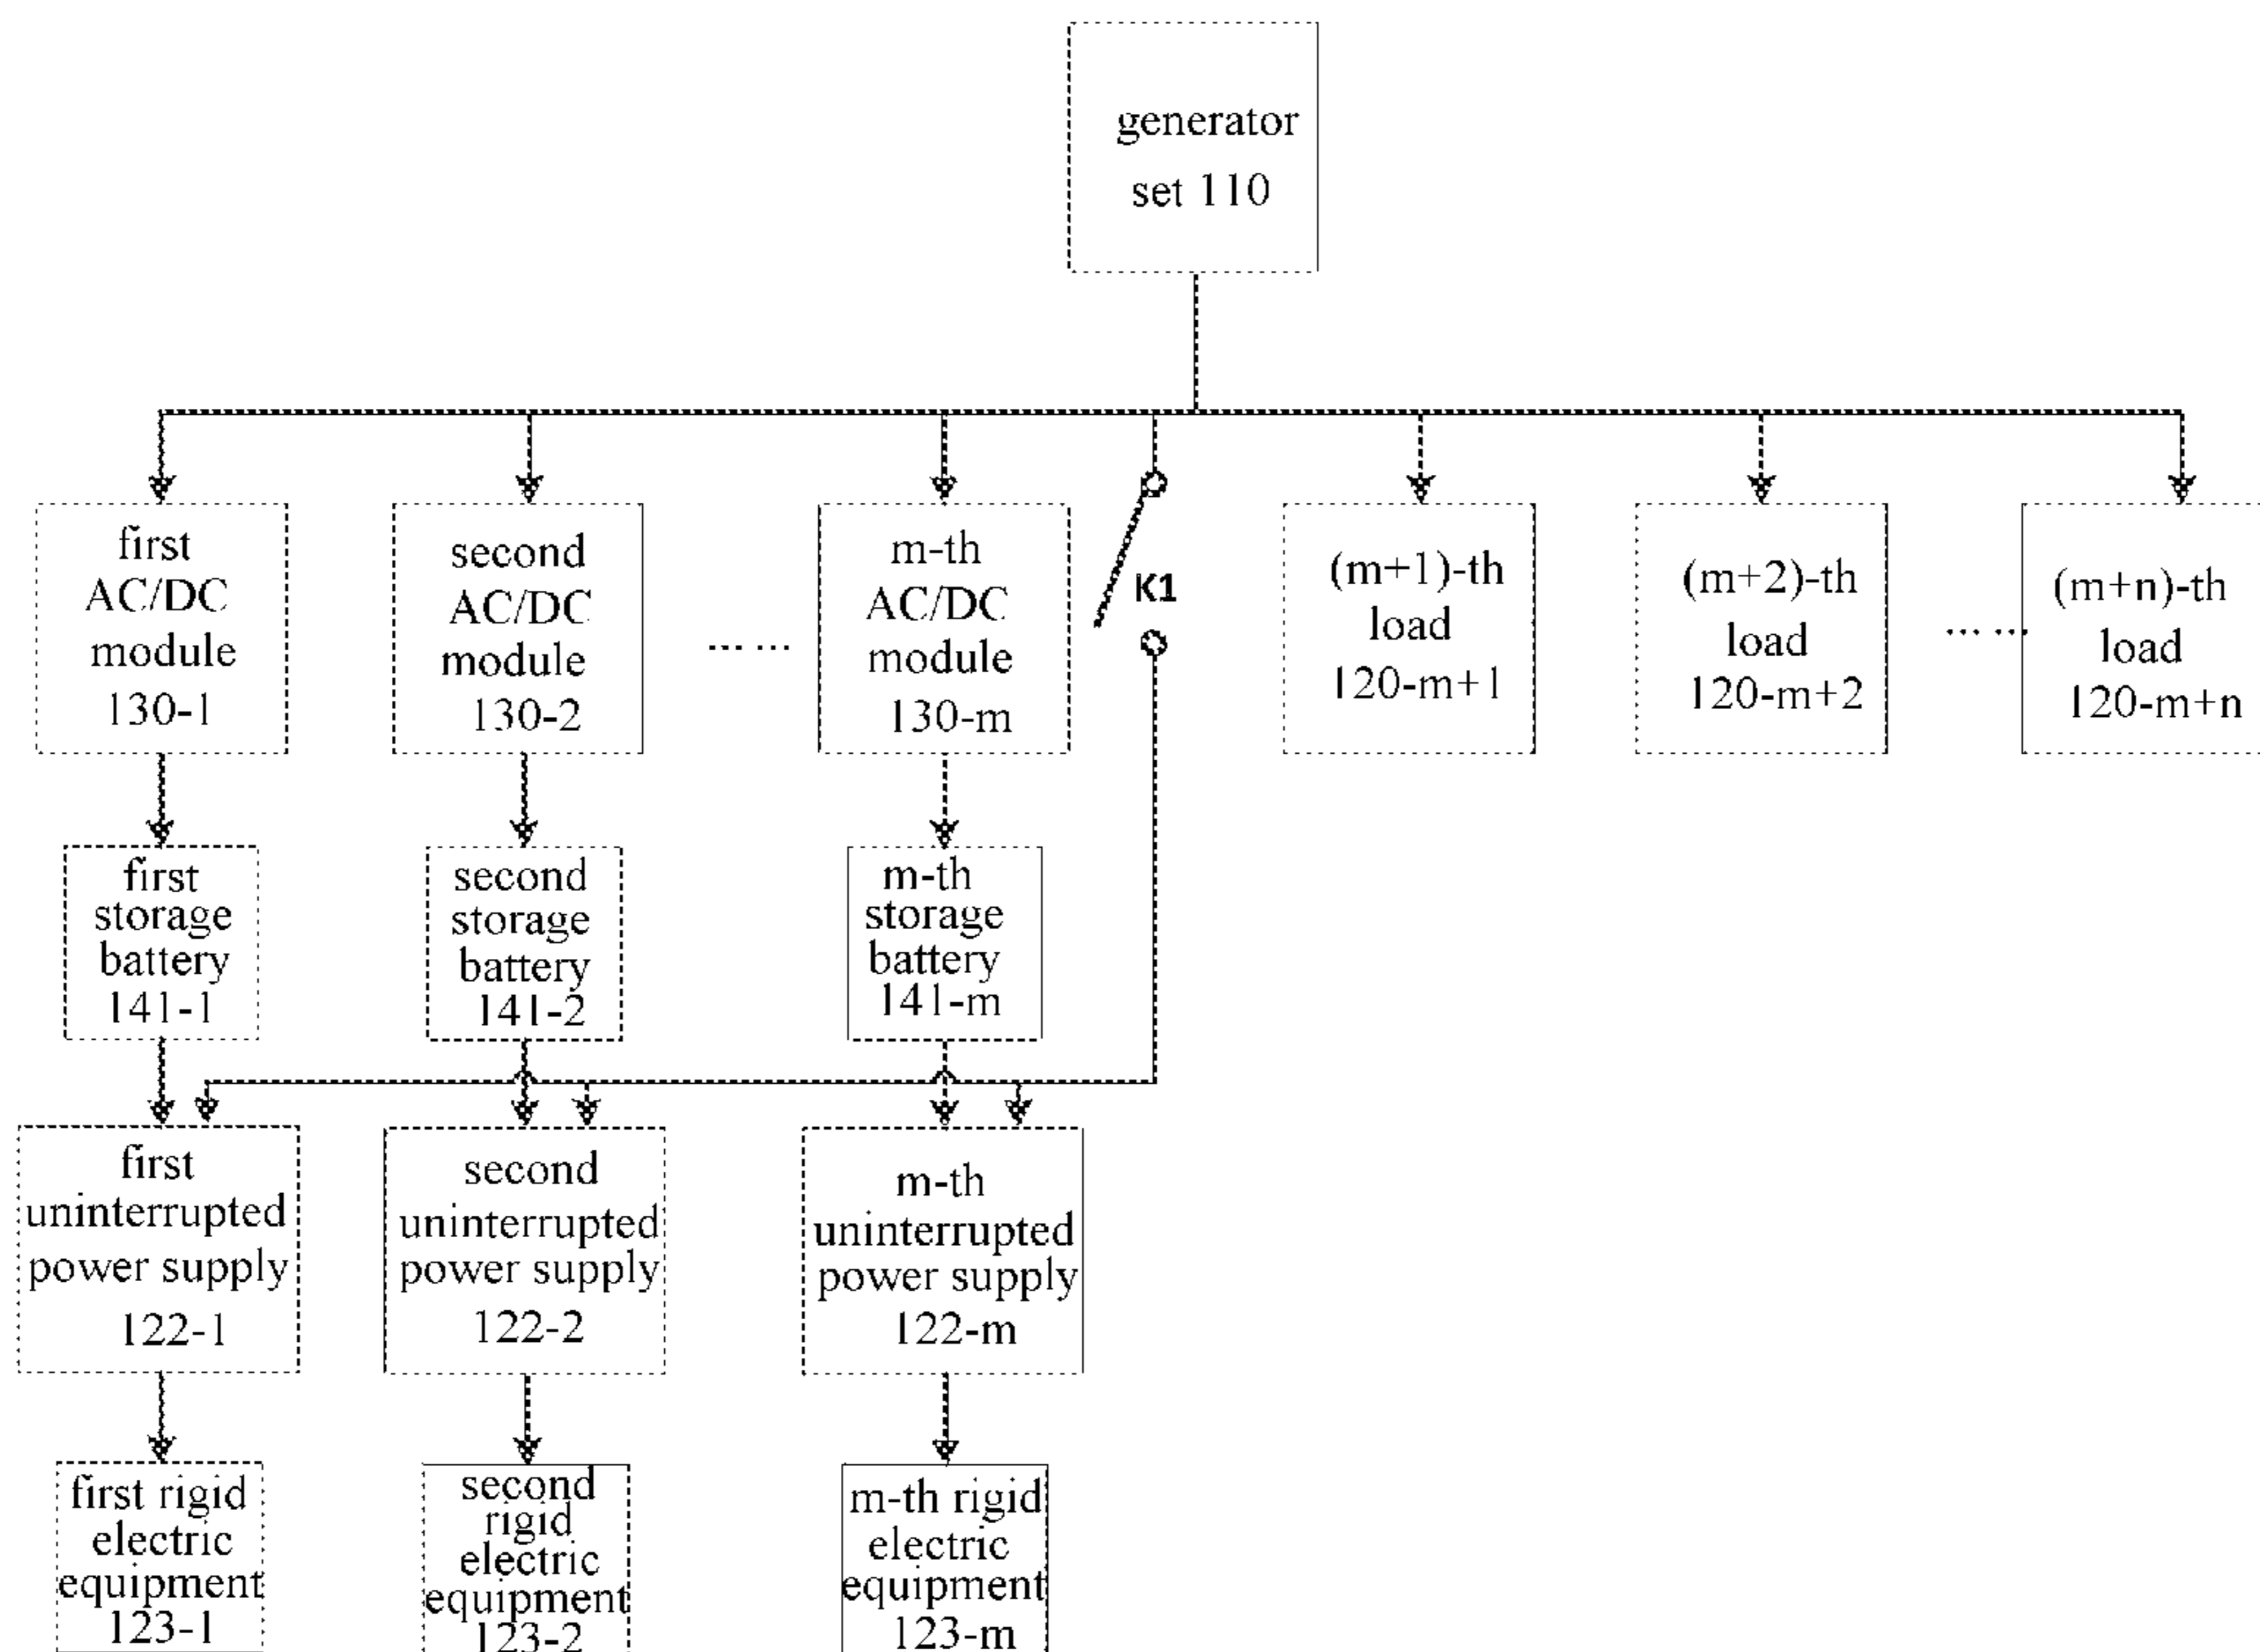 generator
set 110
first
AC/DC
module
130-1
second
AC/DC
module
130-2
... ...
m-th
AC/DC
module
130-m
K1
(m+1)-th
load
120-m+1
(m+2)-th
load
120-m+2
... ...
(m+n)-th
load
120-m+n
first
storage
battery
141-1
second
storage
battery
141-2
m-th
storage
battery
141-m
first
uninterrupted
power supply
122-1
second
uninterrupted
power supply
122-2
m-th
uninterrupted
power supply
122-m
first rigid
electric
equipment
123-1
second
rigid
electric
equipment
123-2
m-th rigid
electric
equipment
123-m